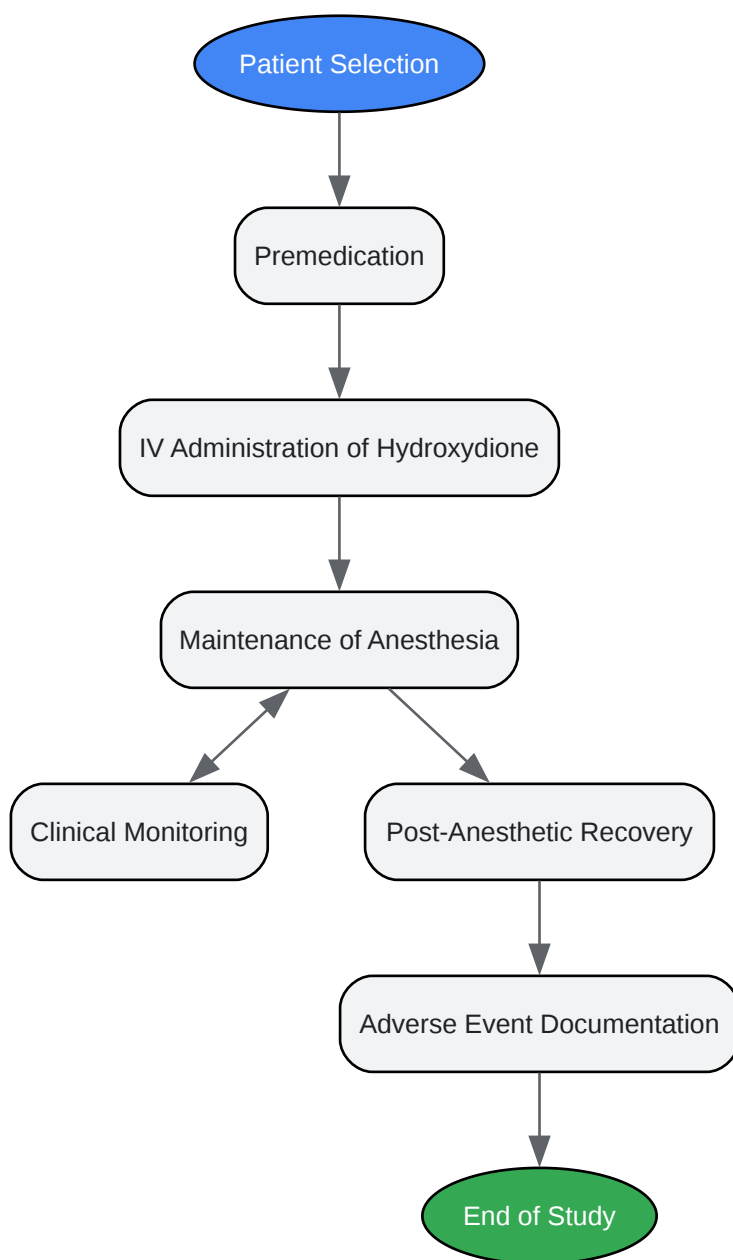 Patient Selection
Premedication
IV Administration of Hydroxydione
Maintenance of Anesthesia
Clinical Monitoring
Post-Anesthetic Recovery
Adverse Event Documentation
End of Study